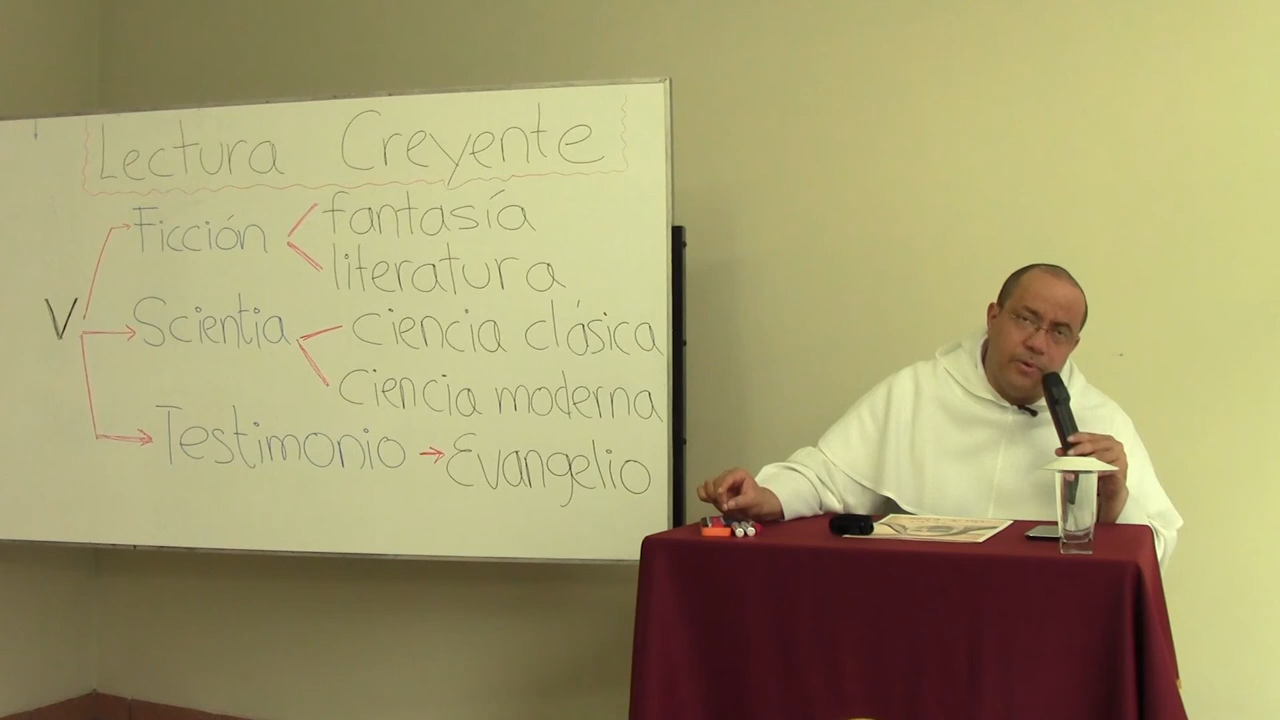 Lectura Creyente
Ficción fantasía
literatura
V Scientia ciencia clásica
ciencia moderna
Testimonio → Evangelio